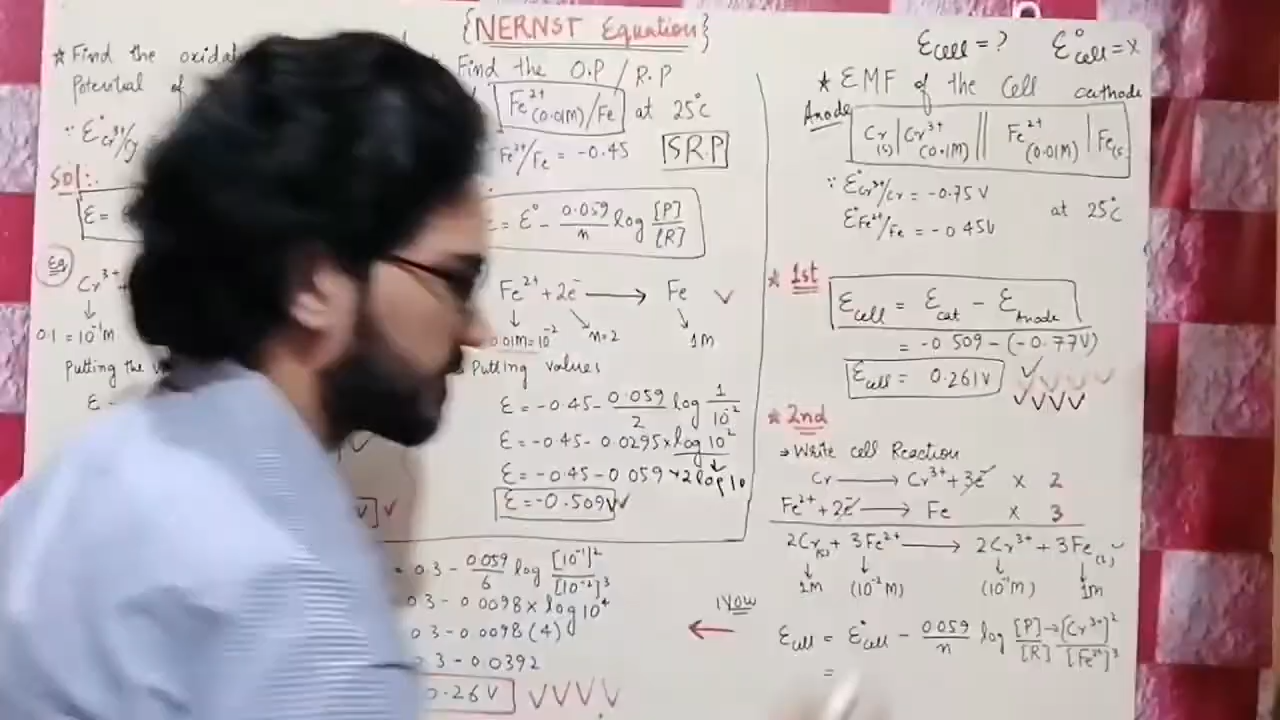 {NERNST Equation}
* Find the
Potential of
∵ E°Cr³⁺/Cr
Sol:.
E =
Eg
Cr³⁺
↓
0.1 = 10⁻¹M
Putting the
E =
Find the O.P / R.P
Fe²⁺(0.01M)/Fe at 25°C
Fe²⁺/Fe = -0.45 S.R.P
E = E° - 0.059/n log [P]/[R]
Fe²⁺ + 2e⁻ ⟶ Fe ✓
↓ ↘ ↘
0.01M = 10⁻² n=2 1M
Putting values
E = -0.45 - 0.059/2 log 1/10⁻²
E = -0.45 - 0.0295 x log 10²
E = -0.45 - 0.059 x 2 log 10
E = -0.509V ✓
= 0.3 - 0.059/6 log [10⁻¹]²/[10⁻²]³
0.3 - 0.0098 x log 10⁴
0.3 - 0.0098 (4)
0.3 - 0.0392
0.26V ✓✓✓✓
Ecell = ? E°cell = x
* EMF of the Cell
Anode cathode
Cr(s) | Cr³⁺(0.1M) || Fe²⁺(0.01M) | Fe(s)
∵ E°Cr³⁺/Cr = -0.75V
E°Fe²⁺/Fe = -0.45V at 25°C
* 1st
Ecell = Ecat - EAnode
= -0.509 - (-0.77V)
Ecell = 0.261V ✓✓✓✓
* 2nd
→ Write cell Reaction
Cr ⟶ Cr³⁺ + 3e⁻ x 2
Fe²⁺ + 2e⁻ ⟶ Fe x 3
2Cr(s) + 3Fe²⁺ ⟶ 2Cr³⁺ + 3Fe(s)
↓ ↓ ↓ ↓
1M (10⁻²M) (10⁻¹M) 1M
Now
←
Ecell = E°cell - 0.059/n log [P]/[R] → [Cr³⁺]²/[Fe²⁺]³
=